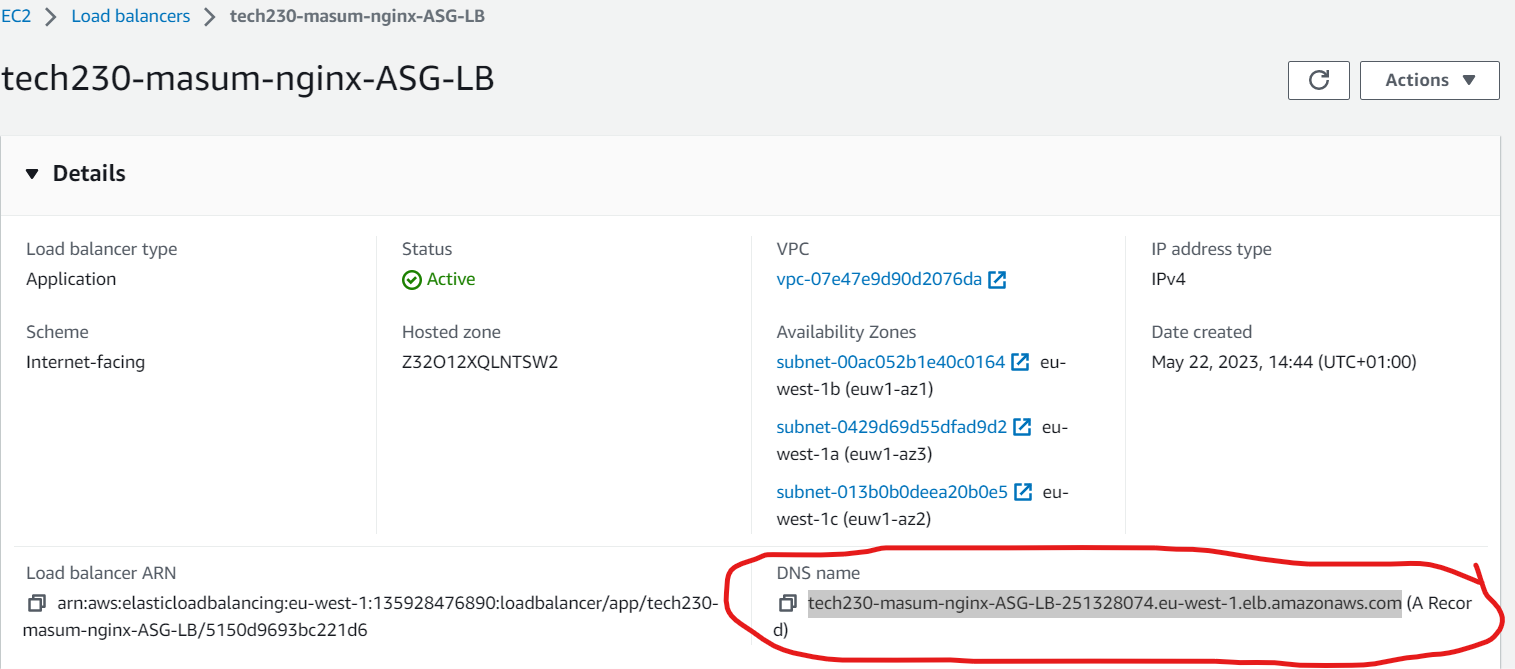 EC2 > Load balancers > tech230-masum-nginx-ASG-LB
tech230-masum-nginx-ASG-LB
Actions
Details
Load balancer type
Application
Status
Active
VPC
vpc-07e47e9d90d2076da
IP address type
IPv4
Scheme
Internet-facing
Hosted zone
Z32O12XQLNTSW2
Availability Zones
subnet-00ac052b1e40c0164 eu-
west-1b (euw1-az1)
subnet-0429d69d55dfad9d2 eu-
west-1a (euw1-az3)
subnet-013b0b0deea20b0e5 eu-
west-1c (euw1-az2)
Date created
May 22, 2023, 14:44 (UTC+01:00)
Load balancer ARN
arn:aws:elasticloadbalancing:eu-west-1:135928476890:loadbalancer/app/tech230-
masum-nginx-ASG-LB/5150d9693bc221d6
DNS name
tech230-masum-nginx-ASG-LB-251328074.eu-west-1.elb.amazonaws.com (A Recor
d)